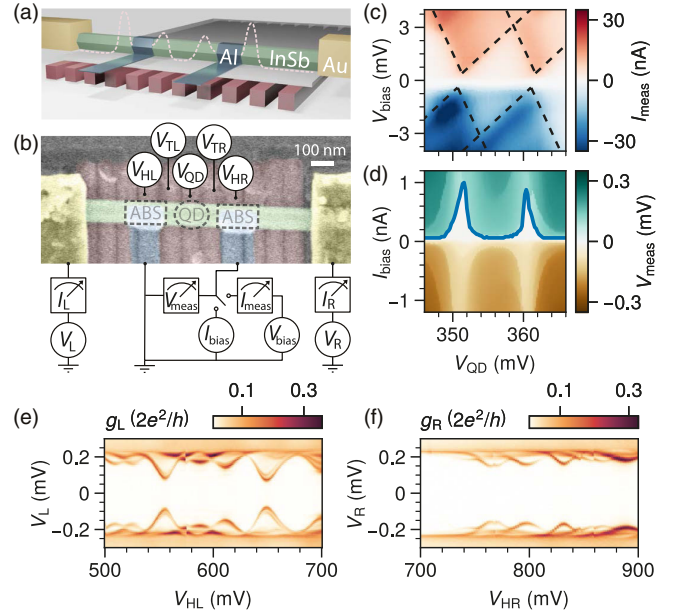 (a)
Al
InSb
Au
(b)
V_TL
V_TR
100 nm
V_HL
V_QD
V_HR
ABS
QD
ABS
I_L
V_meas
I_meas
I_R
V_L
I_bias
V_bias
V_R
(c)
V_bias (mV)
3
0
-3
30
0
-30
I_meas (nA)
(d)
I_bias (nA)
1
0
-1
0.3
0.0
-0.3
V_meas (mV)
350
360
V_QD (mV)
(e)
0.1
0.3
g_L (2e²/h)
V_L (mV)
0.2
0
-0.2
500
600
700
V_HL (mV)
(f)
0.1
0.3
g_R (2e²/h)
V_R (mV)
0.2
0
-0.2
700
800
900
V_HR (mV)